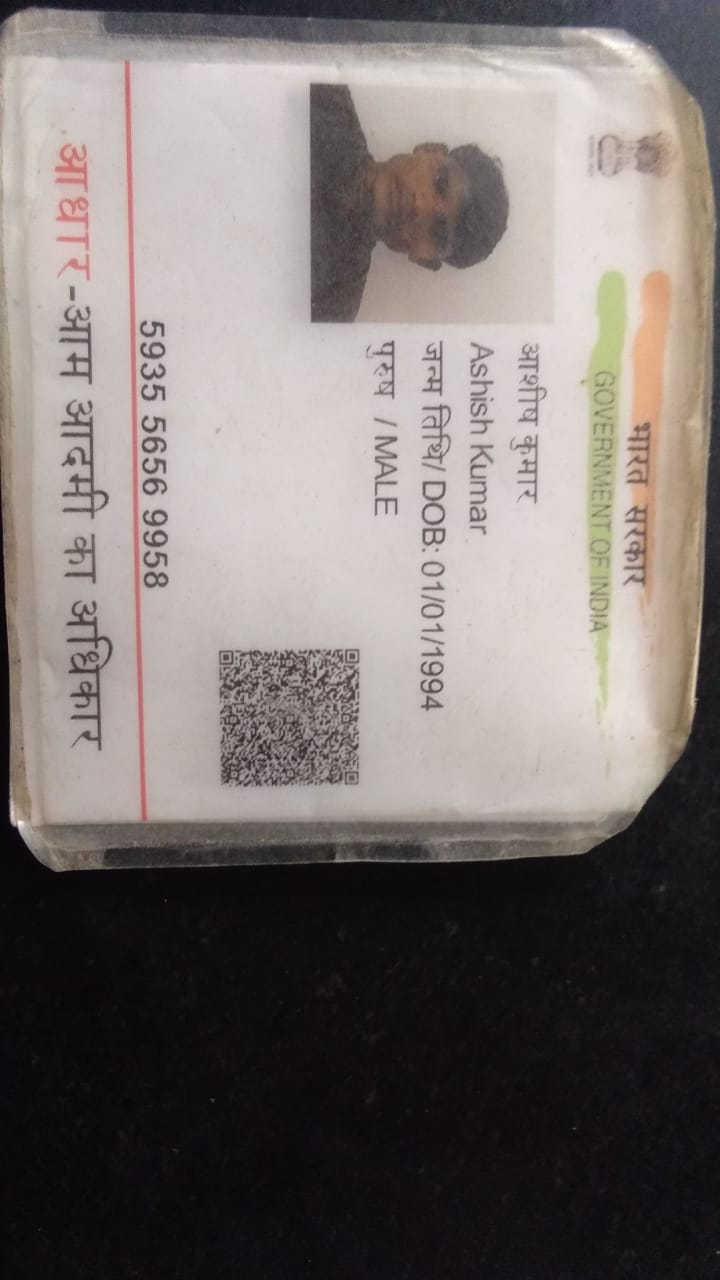 भारत सरकार
GOVERNMENT OF INDIA
आशीष कुमार
Ashish Kumar
जन्म तिथि/ DOB: 01/01/1994
पुरुष / MALE
5935 5656 9958
आधार-आम आदमी का अधिकार